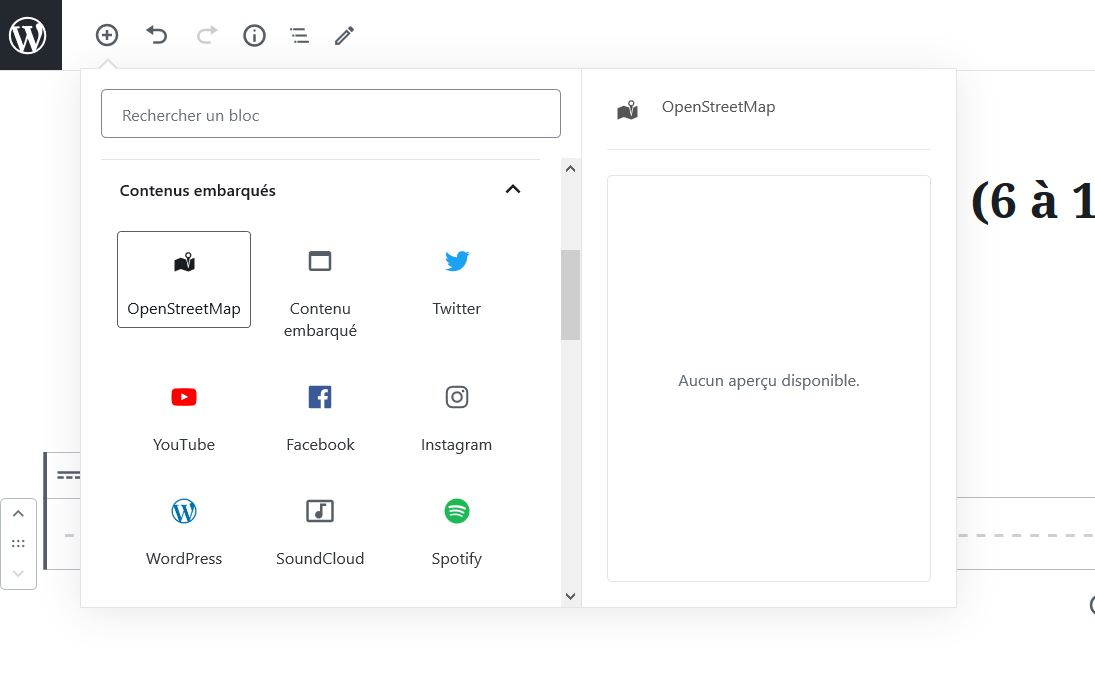 Rechercher un bloc
OpenStreetMap
Contenus embarqués
(6 à 1
OpenStreetMap
Contenu
embarqué
Twitter
Aucun aperçu disponible.
YouTube
Facebook
Instagram
WordPress
SoundCloud
Spotify